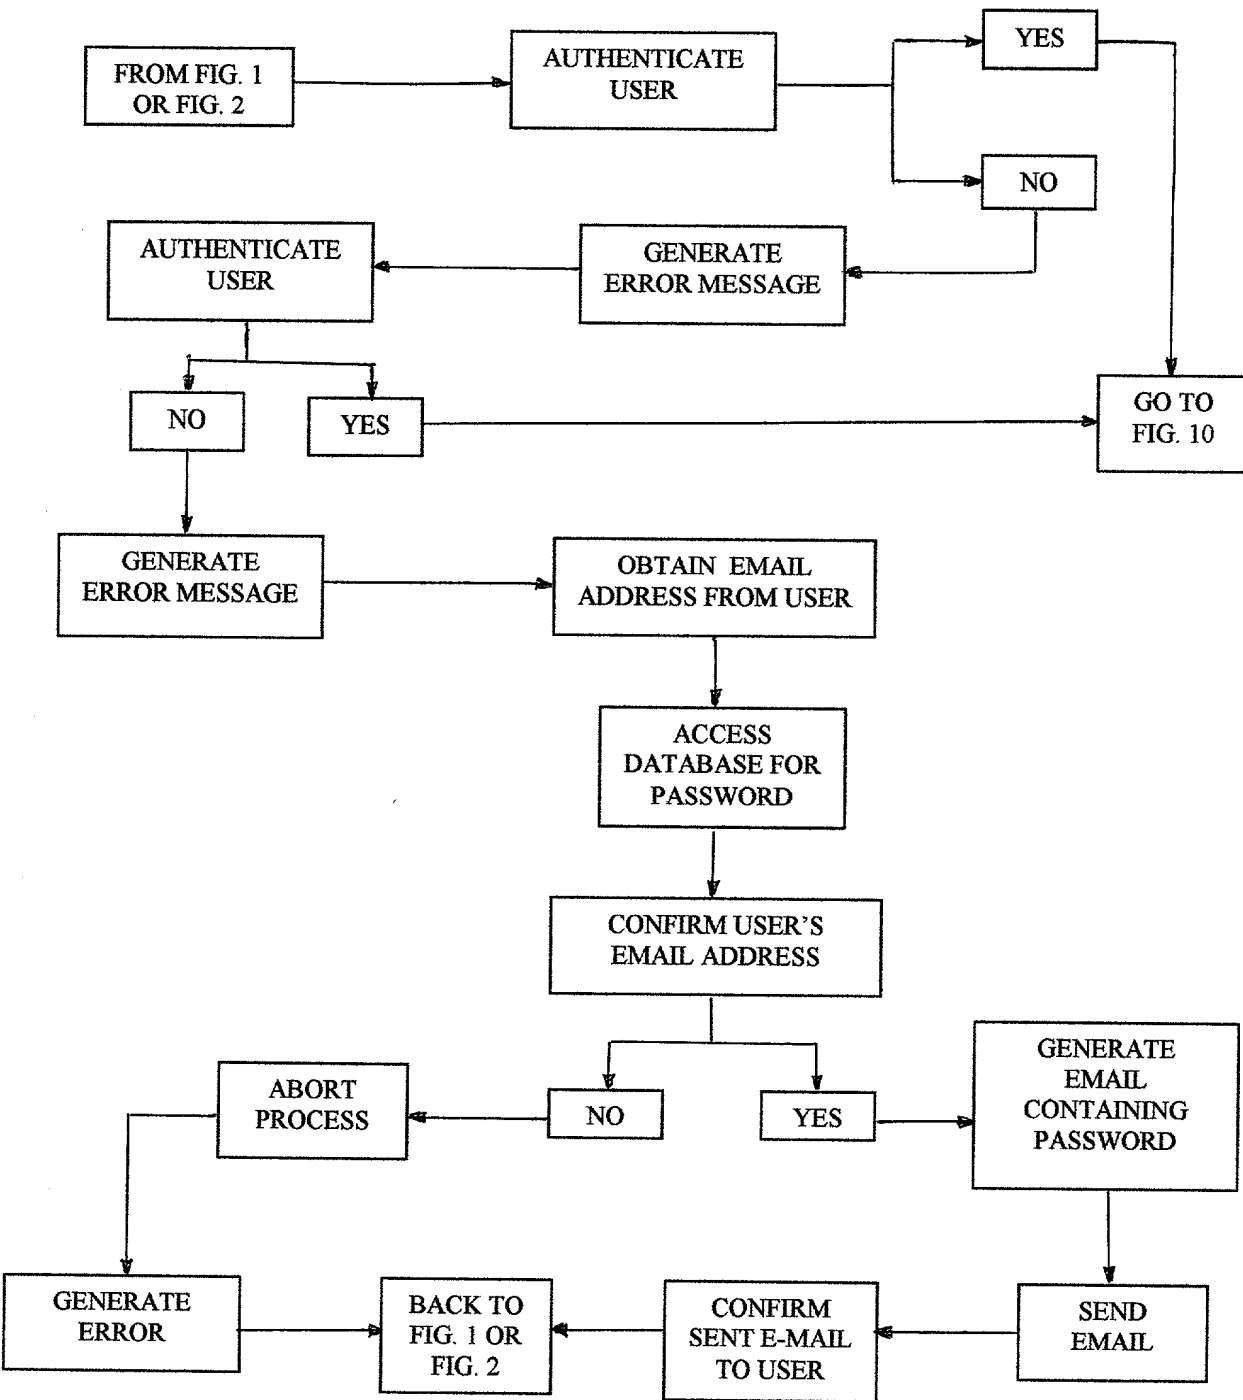 YES
FROM FIG. 1
OR FIG. 2
AUTHENTICATE
USER
NO
AUTHENTICATE
USER
GENERATE
ERROR MESSAGE
NO
YES
GO TO
FIG. 10
GENERATE
ERROR MESSAGE
OBTAIN EMAIL
ADDRESS FROM USER
ACCESS
DATABASE FOR
PASSWORD
CONFIRM USER'S
EMAIL ADDRESS
ABORT
PROCESS
NO
YES
GENERATE
EMAIL
CONTAINING
PASSWORD
GENERATE
ERROR
BACK TO
FIG. 1 OR
FIG. 2
CONFIRM
SENT E-MAIL
TO USER
SEND
EMAIL